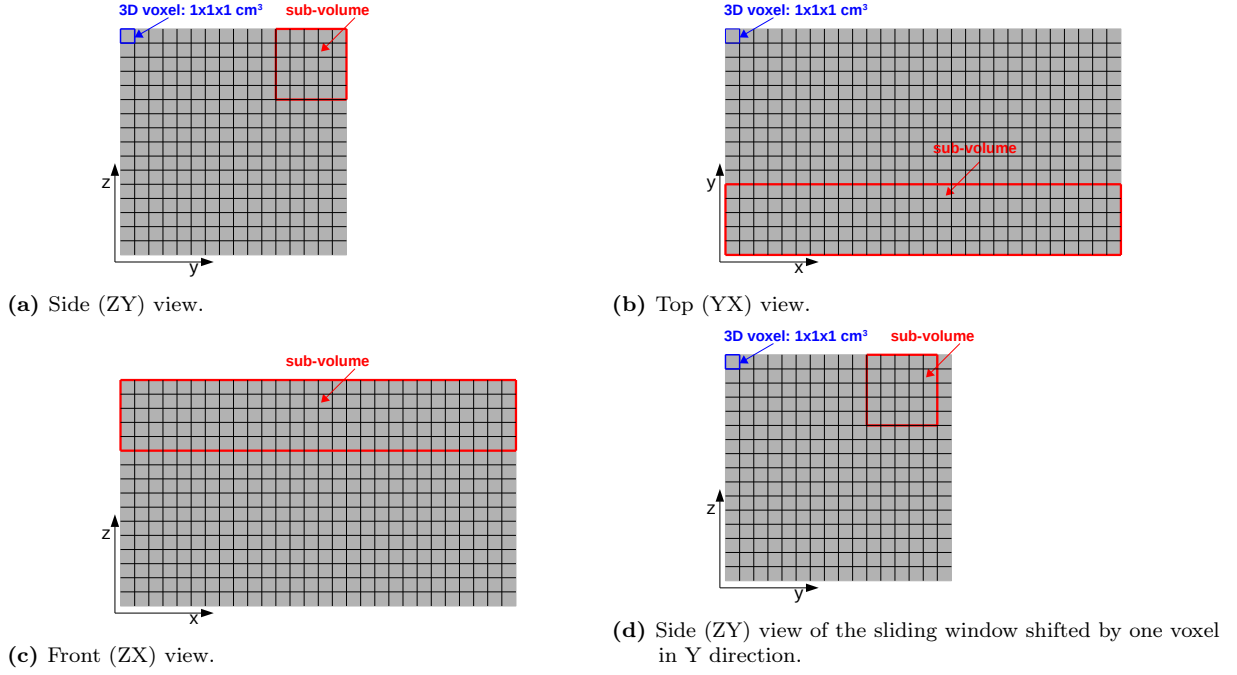 3D voxel: 1x1x1 cm³ sub-volume
z
y
(a) Side (ZY) view.
3D voxel: 1x1x1 cm³
sub-volume
y
x
(b) Top (YX) view.
sub-volume
z
x
(c) Front (ZX) view.
3D voxel: 1x1x1 cm³ sub-volume
z
y
(d) Side (ZY) view of the sliding window shifted by one voxel
in Y direction.